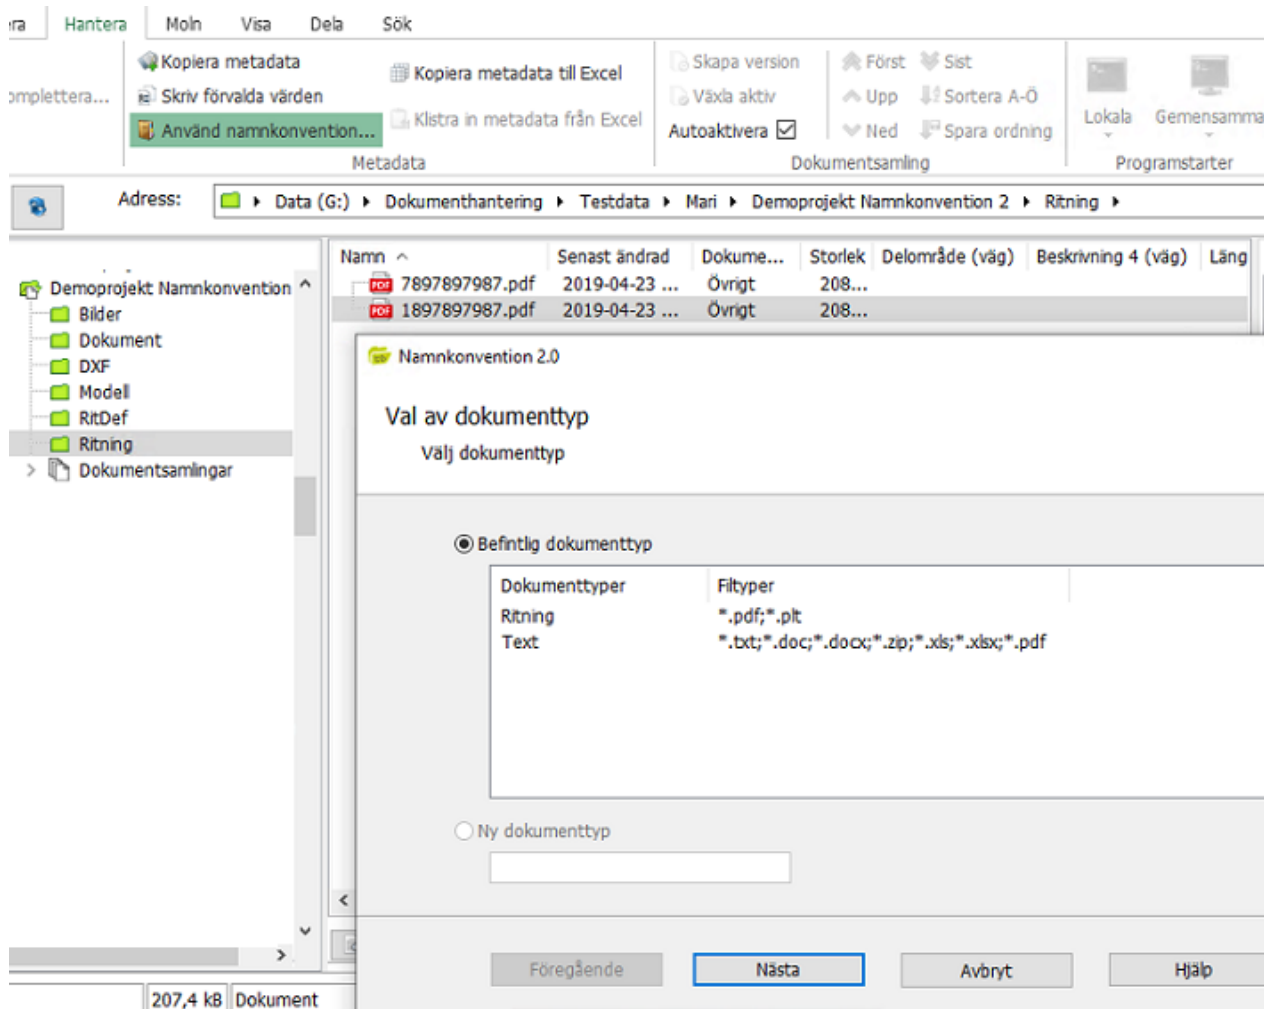 Hantera Moln Visa Dela Sök
Kopiera metadata
Skriv förvalda värden
Använd namnkonvention...
Kopiera metadata till Excel
Klistra in metadata från Excel
Metadata
Skapa version
Växla aktiv
Autoaktivera
Först Sist
Upp Sortera A-Ö
Ned Spara ordning
Dokumentsamling
Lokala Gemensamma
Programstarter
Adress: Data (G:) Dokumenthantering Testdata Mari Demoprojekt Namnkonvention 2 Ritning
Demoprojekt Namnkonvention
Bilder
Dokument
DXF
Modell
RitDef
Ritning
Dokumentsamlingar
Namn Senast ändrad Dokume... Storlek Delområde (väg) Beskrivning 4 (väg) Läng
7897897987.pdf 2019-04-23 ... Övrigt 208...
1897897987.pdf 2019-04-23 ... Övrigt 208...
Namnkonvention 2.0
Val av dokumenttyp
Välj dokumenttyp
Befintlig dokumenttyp
Dokumenttyper Filtyper
Ritning *.pdf;*.plt
Text *.txt;*.doc;*.docx;*.zip;*.xls;*.xlsx;*.pdf
Ny dokumenttyp
Föregående Nästa Avbryt Hjälp
207,4 kB Dokument